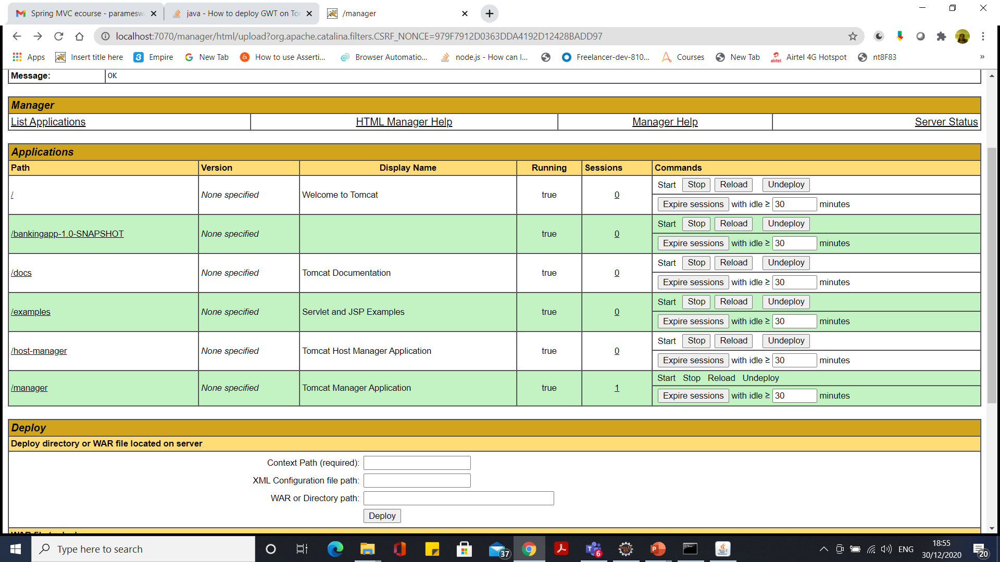 Spring MVC ecourse - paramesw
java - How to deploy GWT on To
/manager
localhost:7070/manager/html/upload?org.apache.catalina.filters.CSRF_NONCE=979F7912D0363DDA4192D12428BADD97
Apps Insert title here Empire New Tab How to use Asserti... Browser Automatio... node.js - How can I... Freelancer-dev-810... Courses New Tab Airtel 4G Hotspot nt8F83 »
Message: OK
Manager
List Applications HTML Manager Help Manager Help Server Status
Applications
Path Version Display Name Running Sessions Commands
/ None specified Welcome to Tomcat true 0 Start Stop Reload Undeploy
Expire sessions with idle ≥ 30 minutes
/bankingapp-1.0-SNAPSHOT None specified true 0 Start Stop Reload Undeploy
Expire sessions with idle ≥ 30 minutes
/docs None specified Tomcat Documentation true 0 Start Stop Reload Undeploy
Expire sessions with idle ≥ 30 minutes
/examples None specified Servlet and JSP Examples true 0 Start Stop Reload Undeploy
Expire sessions with idle ≥ 30 minutes
/host-manager None specified Tomcat Host Manager Application true 0 Start Stop Reload Undeploy
Expire sessions with idle ≥ 30 minutes
/manager None specified Tomcat Manager Application true 1 Start Stop Reload Undeploy
Expire sessions with idle ≥ 30 minutes
Deploy
Deploy directory or WAR file located on server
Context Path (required):
XML Configuration file path:
WAR or Directory path:
Deploy
Type here to search
37
6
ENG
18:55
30/12/2020
20